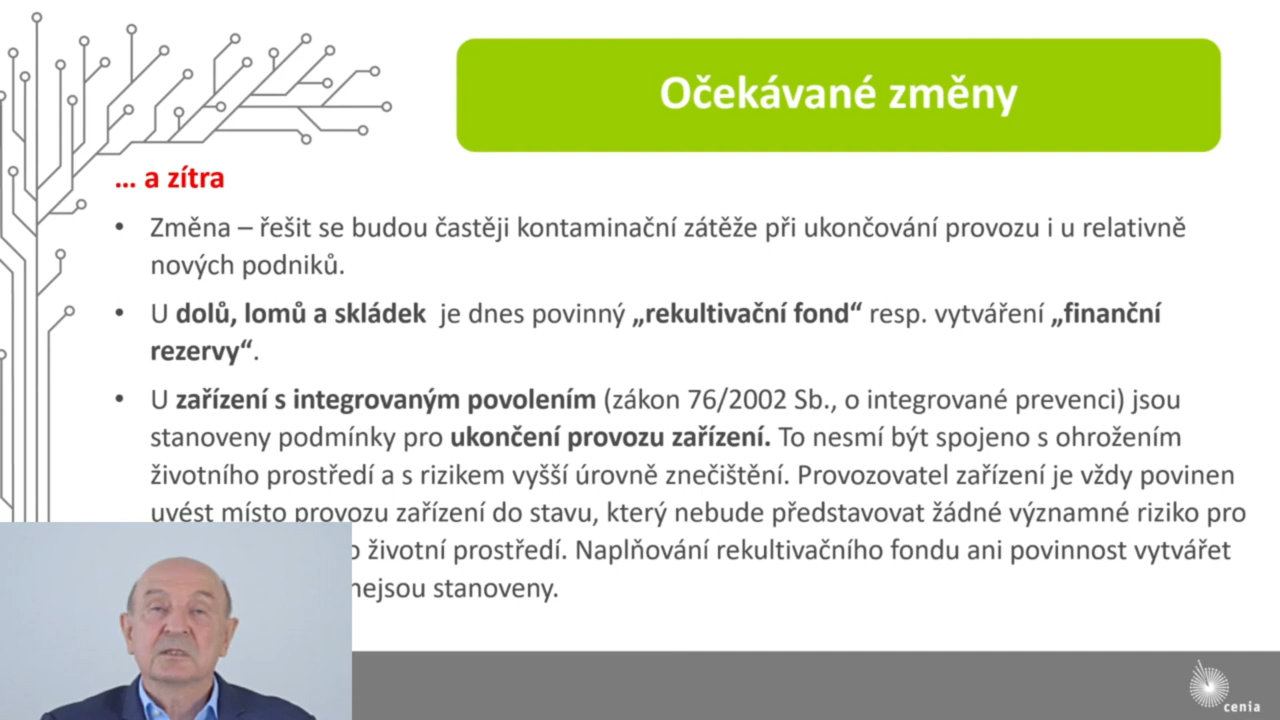 Očekávané změny
... a zítra
• Změna – řešit se budou častěji kontaminační zátěže při ukončování provozu i u relativně
nových podniků.
• U dolů, lomů a skládek je dnes povinný „rekultivační fond“ resp. vytváření „finanční
rezervy“.
• U zařízení s integrovaným povolením (zákon 76/2002 Sb., o integrované prevenci) jsou
stanoveny podmínky pro ukončení provozu zařízení. To nesmí být spojeno s ohrožením
životního prostředí a s rizikem vyšší úrovně znečištění. Provozovatel zařízení je vždy povinen
uvést místo provozu zařízení do stavu, který nebude představovat žádné významné riziko pro
životní prostředí. Naplňování rekultivačního fondu ani povinnost vytvářet
nejsou stanoveny.
cenia